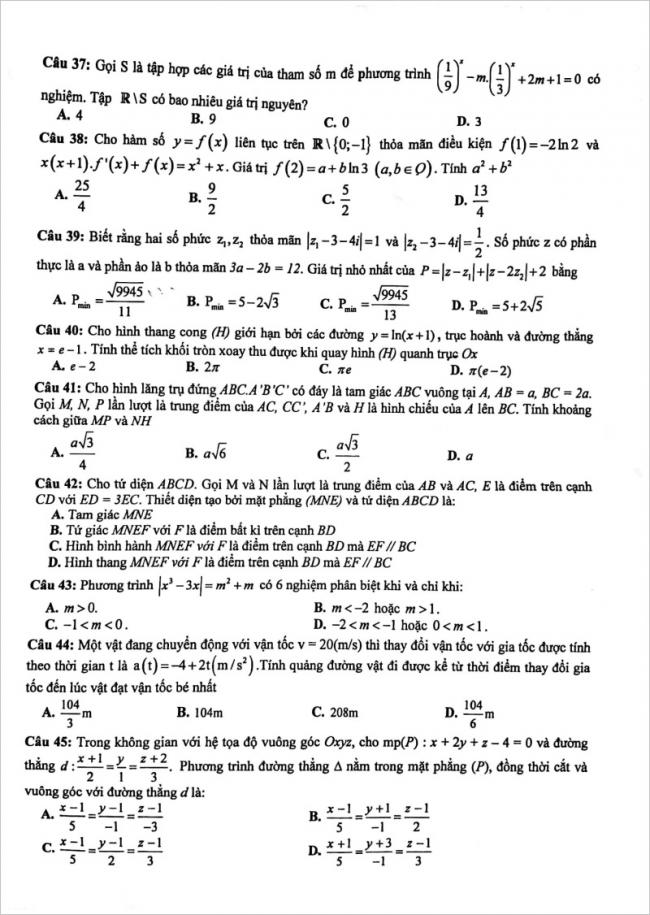 Câu 37: Gọi S là tập hợp các giá trị của tham số m để phương trình (1/9)^x − m.(1/3)^x + 2m + 1 = 0 có
nghiệm. Tập R\S có bao nhiêu giá trị nguyên?
A. 4 B. 9 C. 0 D. 3
Câu 38: Cho hàm số y = f(x) liên tục trên R\{0;−1} thỏa mãn điều kiện f(1) = −2ln2 và
x(x+1).f'(x) + f(x) = x² + x. Giá trị f(2) = a + bln3 (a,b∈Q). Tính a² + b²
A. 25/4 B. 9/2 C. 5/2 D. 13/4
Câu 39: Biết rằng hai số phức z₁,z₂ thỏa mãn |z₁−3−4i| = 1 và |z₂−3−4i| = 1/2. Số phức z có phần
thực là a và phần ảo là b thỏa mãn 3a − 2b = 12. Giá trị nhỏ nhất của P = |z−z₁| + |z−2z₂| + 2 bằng
A. Pmin = √9945/11 B. Pmin = 5−2√3 C. Pmin = √9945/13 D. Pmin = 5+2√5
Câu 40: Cho hình thang cong (H) giới hạn bởi các đường y = ln(x+1), trục hoành và đường thẳng
x = e−1. Tính thể tích khối tròn xoay thu được khi quay hình (H) quanh trục Ox
A. e − 2 B. 2π C. πe D. π(e−2)
Câu 41: Cho hình lăng trụ đứng ABC.A'B'C' có đáy là tam giác ABC vuông tại A, AB = a, BC = 2a.
Gọi M, N, P lần lượt là trung điểm của AC, CC', A'B và H là hình chiếu của A lên BC. Tính khoảng
cách giữa MP và NH
A. a√3/4 B. a√6 C. a√3/2 D. a
Câu 42: Cho tứ diện ABCD. Gọi M và N lần lượt là trung điểm của AB và AC, E là điểm trên cạnh
CD với ED = 3EC. Thiết diện tạo bởi mặt phẳng (MNE) và tứ diện ABCD là:
A. Tam giác MNE
B. Tứ giác MNEF với F là điểm bất kì trên cạnh BD
C. Hình bình hành MNEF với F là điểm trên cạnh BD mà EF // BC
D. Hình thang MNEF với F là điểm trên cạnh BD mà EF // BC
Câu 43: Phương trình |x³ − 3x| = m² + m có 6 nghiệm phân biệt khi và chỉ khi:
A. m > 0. B. m < −2 hoặc m > 1.
C. −1 < m < 0. D. −2 < m < −1 hoặc 0 < m < 1.
Câu 44: Một vật đang chuyển động với vận tốc v = 20(m/s) thì thay đổi vận tốc với gia tốc được tính
theo thời gian t là a(t) = −4 + 2t(m/s²).Tính quảng đường vật đi được kể từ thời điểm thay đổi gia
tốc đến lúc vật đạt vận tốc bé nhất
A. 104/3 m B. 104m C. 208m D. 104/6 m
Câu 45: Trong không gian với hệ tọa độ vuông góc Oxyz, cho mp(P) : x + 2y + z − 4 = 0 và đường
thẳng d : (x+1)/2 = y/1 = (z+2)/3. Phương trình đường thẳng Δ nằm trong mặt phẳng (P), đồng thời cắt và
vuông góc với đường thẳng d là:
A. (x−1)/5 = (y−1)/−1 = (z−1)/−3 B. (x−1)/5 = (y+1)/−1 = (z−1)/2
C. (x−1)/5 = (y−1)/2 = (z−1)/3 D. (x+1)/5 = (y+3)/−1 = (z−1)/3